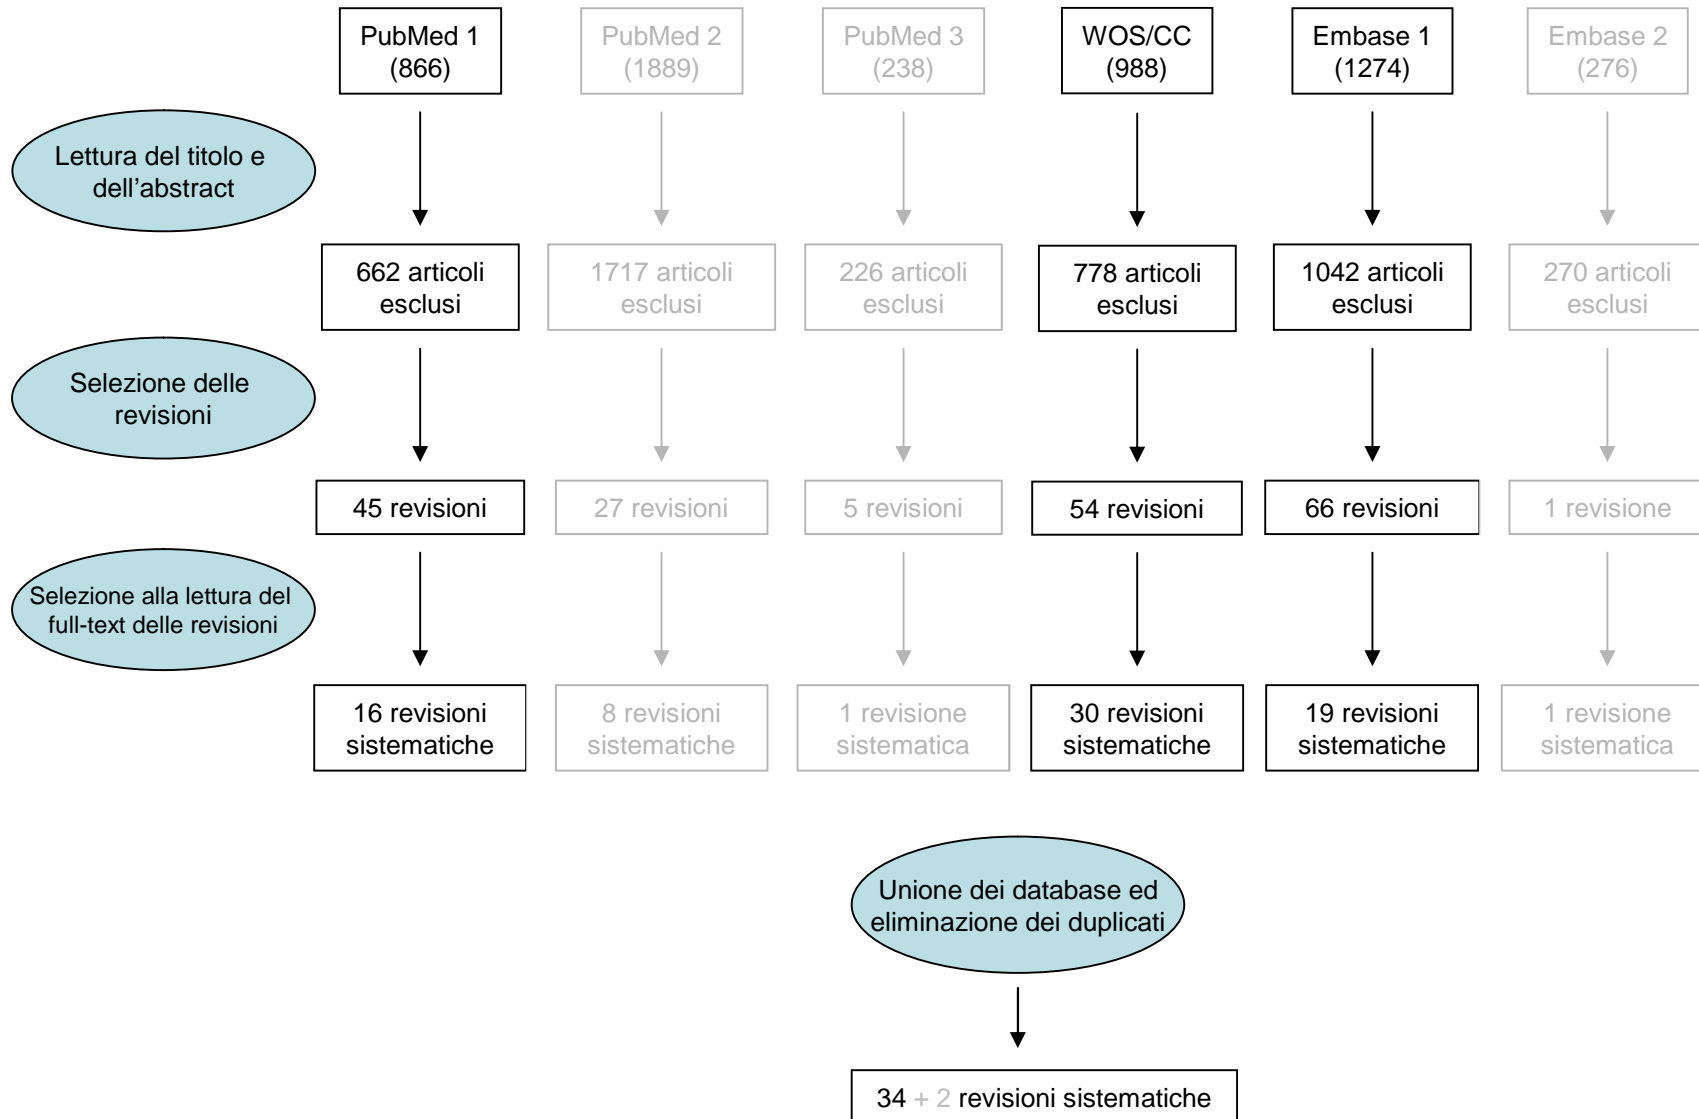 PubMed 1
(866)
PubMed 2
(1889)
PubMed 3
(238)
WOS/CC
(988)
Embase 1
(1274)
Embase 2
(276)
Lettura del titolo e
dell'abstract
662 articoli
esclusi
1717 articoli
esclusi
226 articoli
esclusi
778 articoli
esclusi
1042 articoli
esclusi
270 articoli
esclusi
Selezione delle
revisioni
45 revisioni
27 revisioni
5 revisioni
54 revisioni
66 revisioni
1 revisione
Selezione alla lettura del
full-text delle revisioni
16 revisioni
sistematiche
8 revisioni
sistematiche
1 revisione
sistematica
30 revisioni
sistematiche
19 revisioni
sistematiche
1 revisione
sistematica
Unione dei database ed
eliminazione dei duplicati
34 + 2 revisioni sistematiche